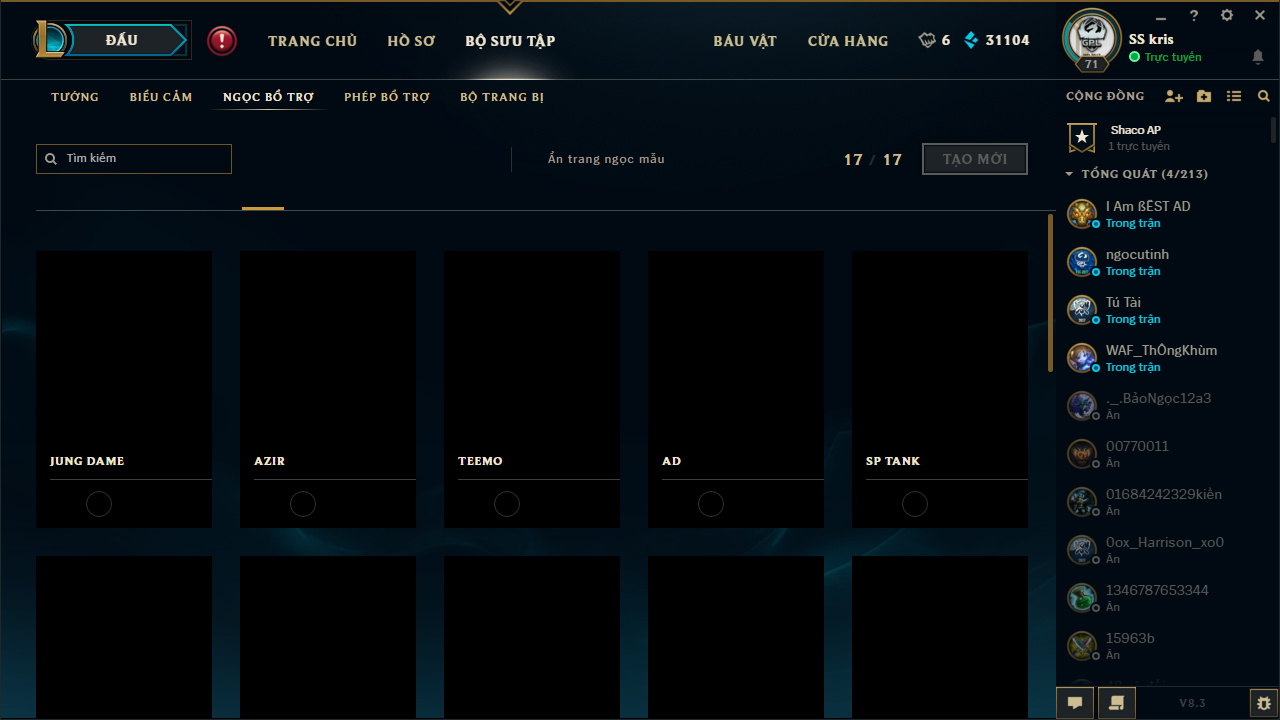 ĐẤU
TRANG CHỦ
HỒ SƠ
BỘ SƯU TẬP
BÁU VẬT
CỬA HÀNG
6
31104
GPL
71
SS kris
Trực tuyến
TƯỚNG
BIỂU CẢM
NGỌC BỔ TRỢ
PHÉP BỔ TRỢ
BỘ TRANG BỊ
CỘNG ĐỒNG
Tìm kiếm
Ẩn trang ngọc mẫu
17 / 17
TẠO MỚI
Shaco AP
1 trực tuyến
TỔNG QUÁT (4/213)
I Am ßËST AD
Trong trận
ngocutinh
Trong trận
Tú Tài
Trong trận
WAF_ThÔngKhùm
Trong trận
._.BảoNgọc12a3
Ẩn
00770011
Ẩn
01684242329kiền
Ẩn
0ox_Harrison_xo0
Ẩn
1346787653344
Ẩn
15963b
Ẩn
JUNG DAME
AZIR
TEEMO
AD
SP TANK
V8.3